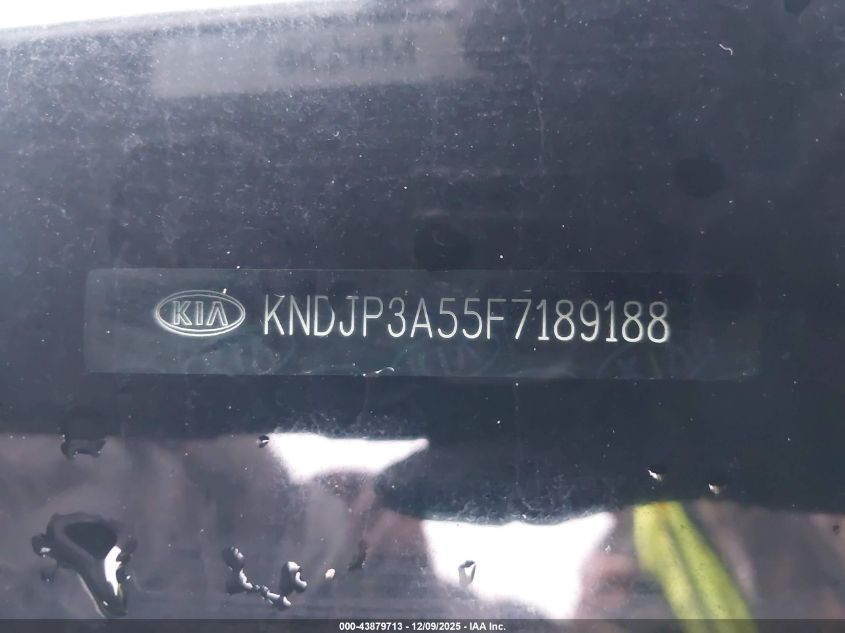 KIA KNDJP3A55F7189188
000-43879713 - 12/09/2025 - IAA Inc.